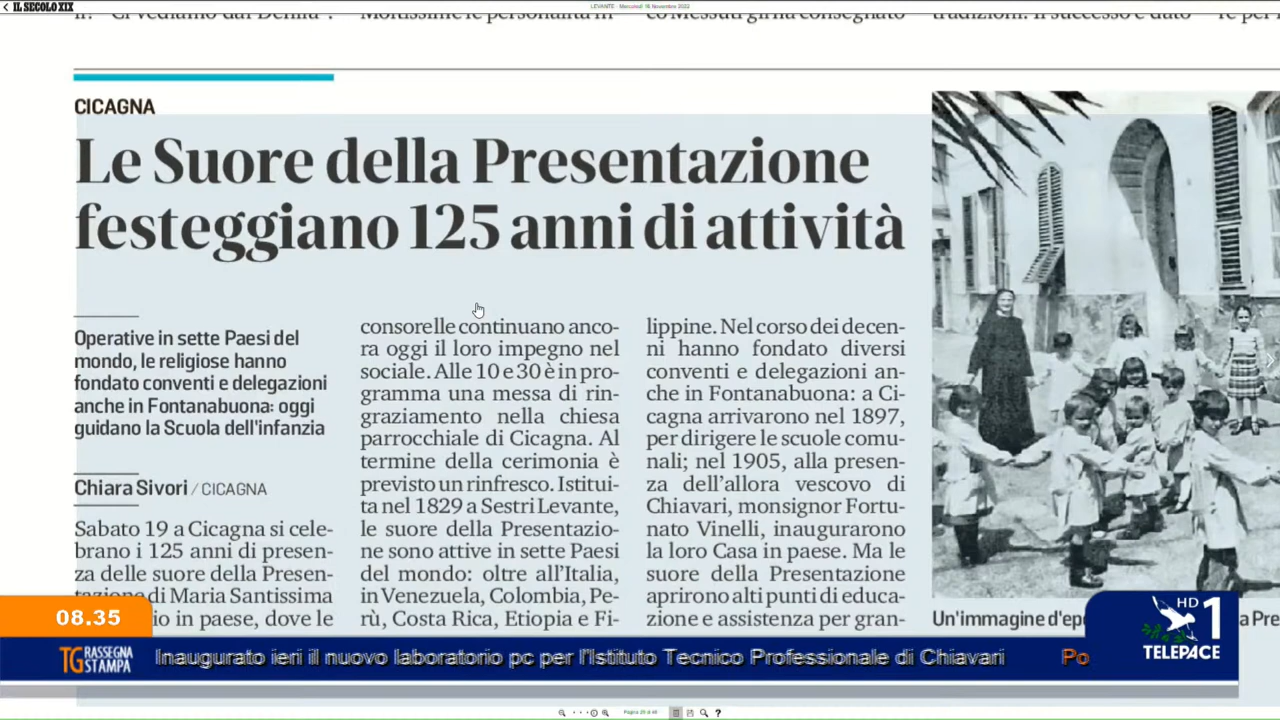 IL SECOLO XIX
LEVANTE - Mercoledì 16 Novembre 2022
CICAGNA
Le Suore della Presentazione
festeggiano 125 anni di attività
Operative in sette Paesi del
mondo, le religiose hanno
fondato conventi e delegazioni
anche in Fontanabuona: oggi
guidano la Scuola dell'infanzia
Chiara Sivori / CICAGNA
Sabato 19 a Cicagna si cele-
brano i 125 anni di presen-
za delle suore della Presen-
tazione di Maria Santissima
io in paese, dove le
consorelle continuano anco-
ra oggi il loro impegno nel
sociale. Alle 10 e 30 è in pro-
gramma una messa di rin-
graziamento nella chiesa
parrocchiale di Cicagna. Al
termine della cerimonia è
previsto un rinfresco. Istitui-
ta nel 1829 a Sestri Levante,
le suore della Presentazio-
ne sono attive in sette Paesi
del mondo: oltre all'Italia,
in Venezuela, Colombia, Pe-
rù, Costa Rica, Etiopia e Fi-
lippine. Nel corso dei decen-
ni hanno fondato diversi
conventi e delegazioni an-
che in Fontanabuona: a Ci-
cagna arrivarono nel 1897,
per dirigere le scuole comu-
nali; nel 1905, alla presen-
za dell'allora vescovo di
Chiavari, monsignor Fortu-
nato Vinelli, inaugurarono
la loro Casa in paese. Ma le
suore della Presentazione
aprirono alti punti di educa-
zione e assistenza per gran-
Un'immagine d'ep
a Pre
08.35
HD 1
TELEPACE
TG RASSEGNA
STAMPA
Inaugurato ieri il nuovo laboratorio pc per l'Istituto Tecnico Professionale di Chiavari
Po